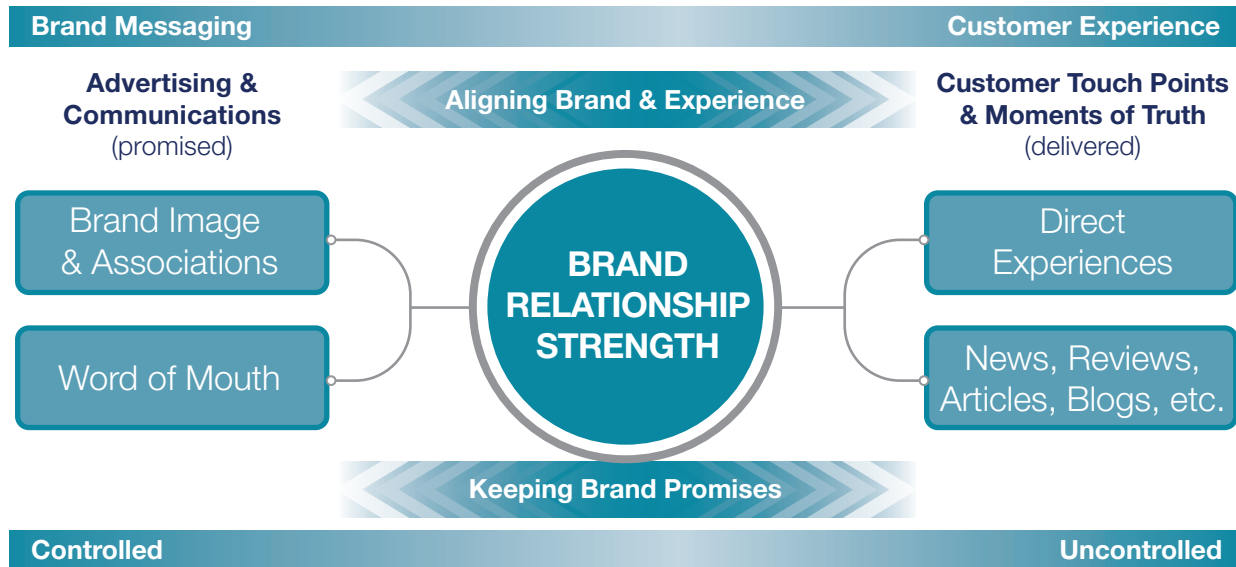 Brand Messaging
Customer Experience
Advertising &
Communications
(promised)
Aligning Brand & Experience
Customer Touch Points
& Moments of Truth
(delivered)
Brand Image
& Associations
Word of Mouth
BRAND
RELATIONSHIP
STRENGTH
Direct
Experiences
News, Reviews,
Articles, Blogs, etc.
Keeping Brand Promises
Controlled
Uncontrolled